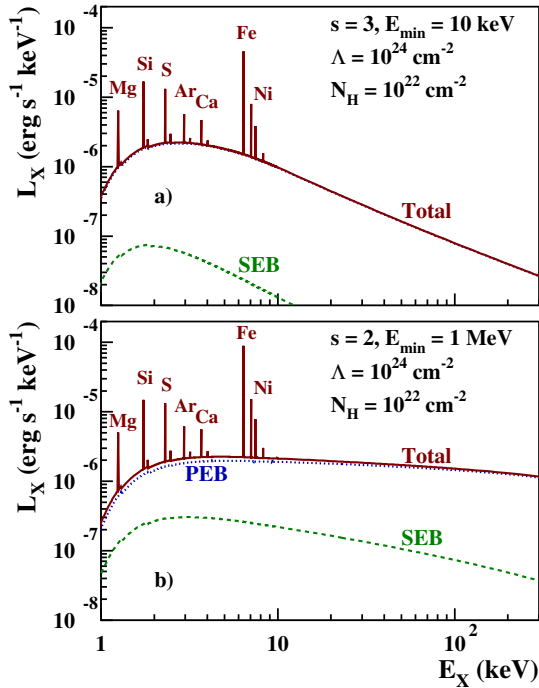 L_X (erg s^-1 keV^-1)
10^-4
10^-5
10^-6
10^-7
10^-8
s = 3, E_min = 10 keV
Λ = 10^24 cm^-2
N_H = 10^22 cm^-2
Mg
Si
S
Ar
Ca
Fe
Ni
a)
Total
SEB
L_X (erg s^-1 keV^-1)
10^-4
10^-5
10^-6
10^-7
10^-8
s = 2, E_min = 1 MeV
Λ = 10^24 cm^-2
N_H = 10^22 cm^-2
Mg
Si
S
Ar
Ca
Fe
Ni
Total
PEB
SEB
b)
1
10
10^2
E_X (keV)